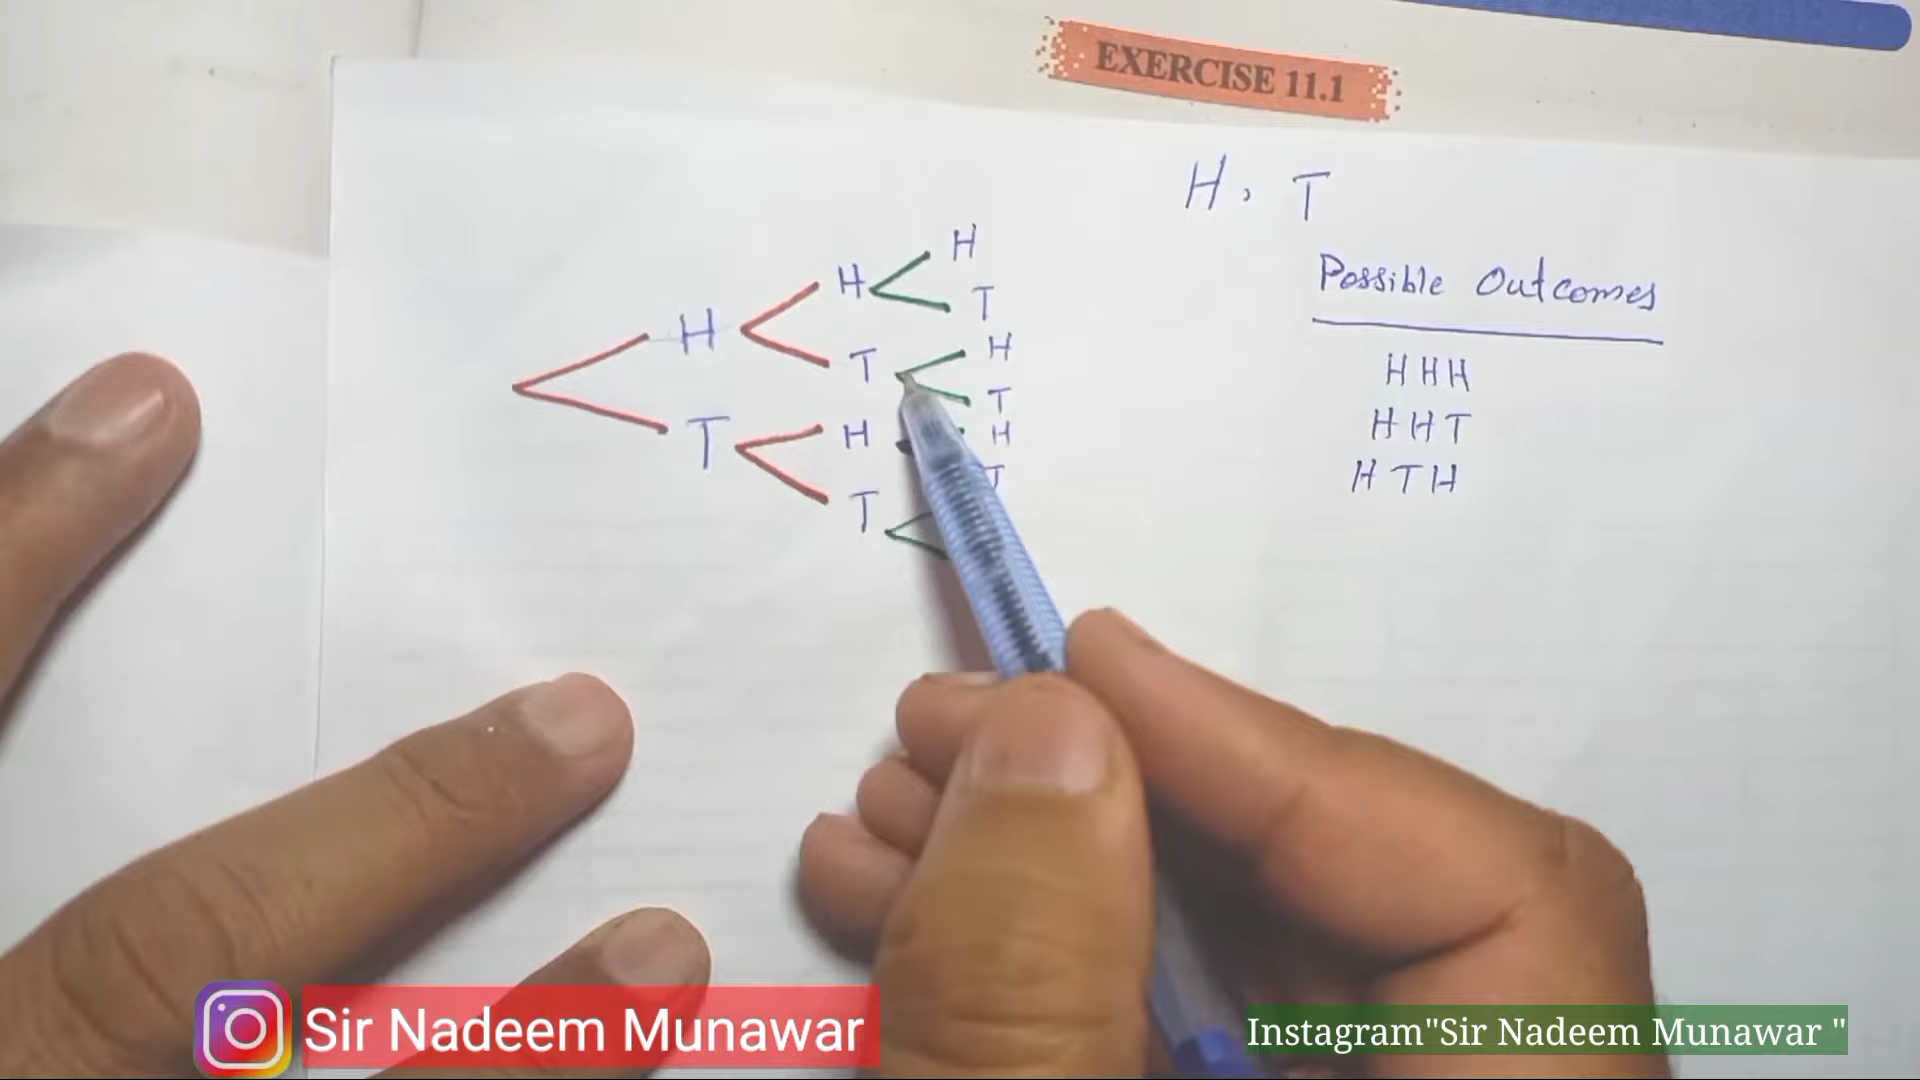 EXERCISE 11.1
H, T
H
H
T
H
H
T
T
H
T
H
T
H
T
T
Possible Outcomes
HHH
HHT
HTH
Sir Nadeem Munawar
Instagram"Sir Nadeem Munawar "